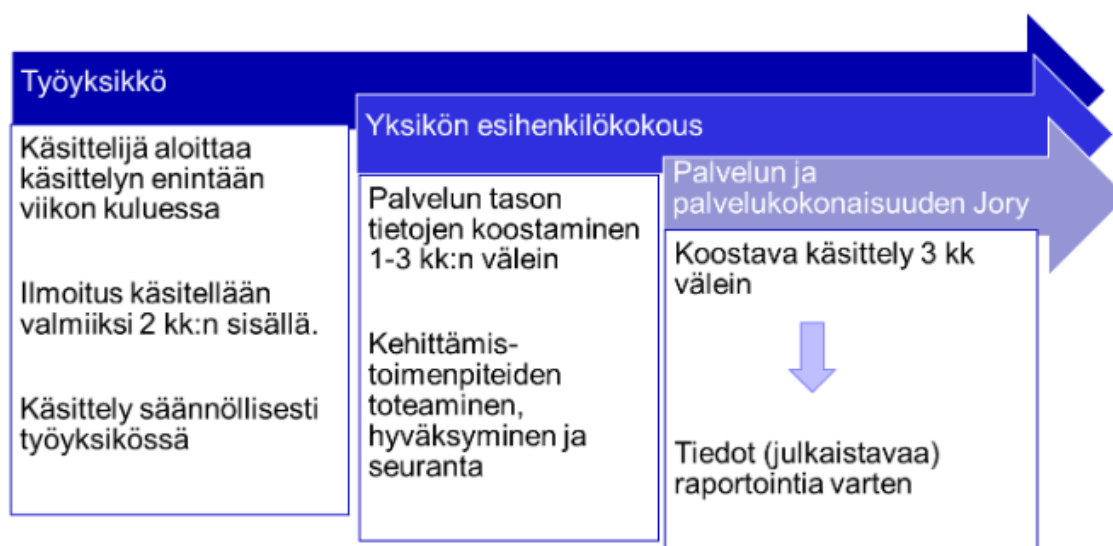 Työyksikkö
Käsittelijä aloittaa
käsittelyn enintään
viikon kuluessa
Ilmoitus käsitellään
valmiiksi 2 kk:n sisällä.
Käsittely säännöllisesti
työyksikössä
Yksikön esihenkilökokous
Palvelun tason
tietojen koostaminen
1-3 kk:n välein
Kehittämis-
toimenpiteiden
toteaminen,
hyväksyminen ja
seuranta
Palvelun ja
palvelukokonaisuuden Jory
Koostava käsittely 3 kk
välein
Tiedot (julkaistavaa)
raportointia varten